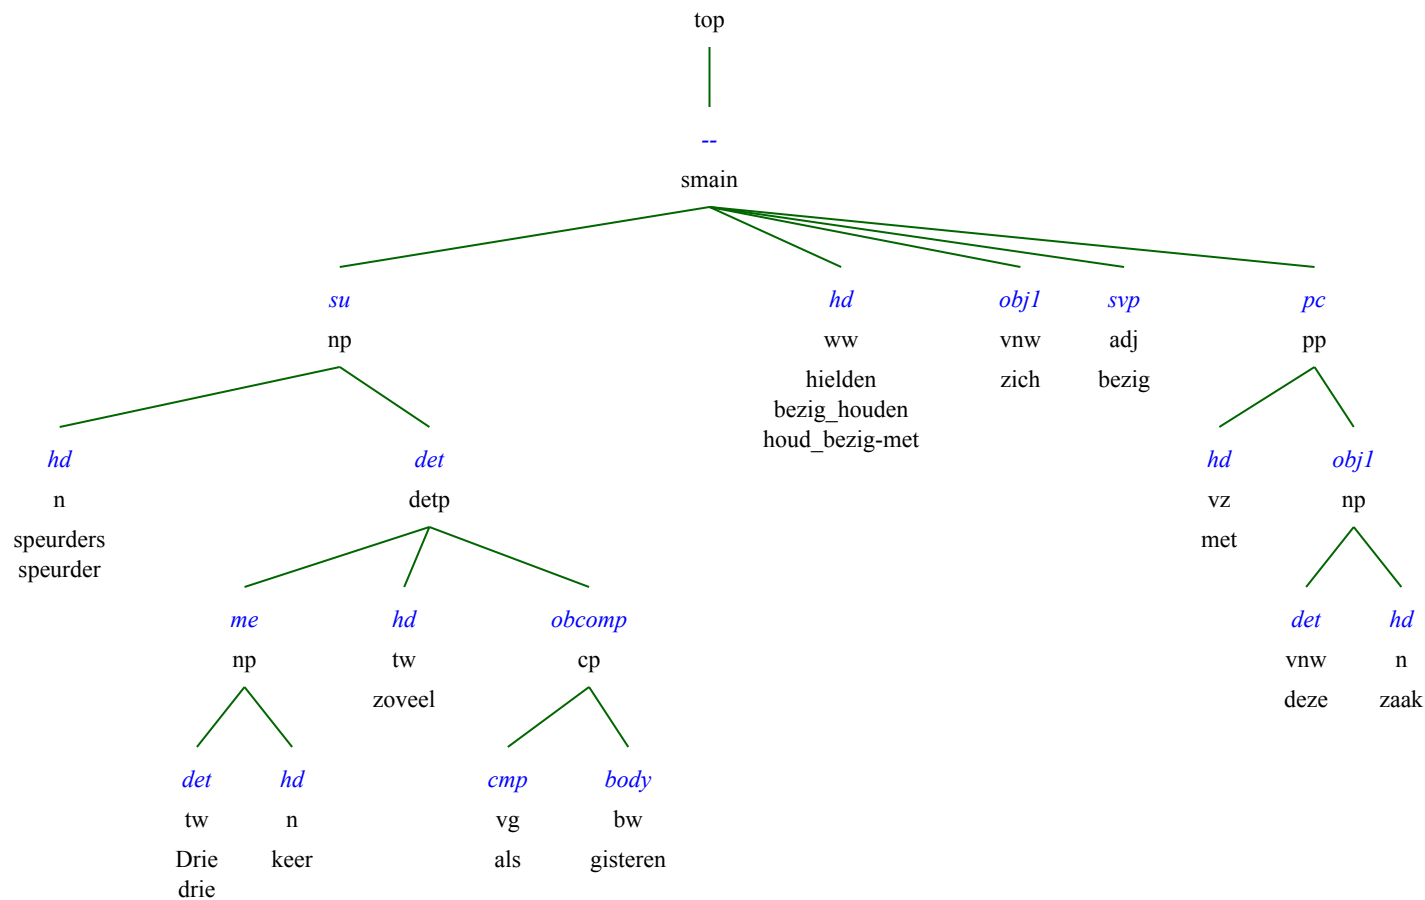 top
--
smain
su hd obj1 svp pc
np ww vnw adj pp
hielden zich bezig
bezig_houden
houd_bezig-met
hd det hd obj1
n detp vz np
speurders met
speurder
me hd obcomp det hd
np tw cp vnw n
zoveel deze zaak
det hd cmp body
tw n vg bw
Drie keer als gisteren
drie